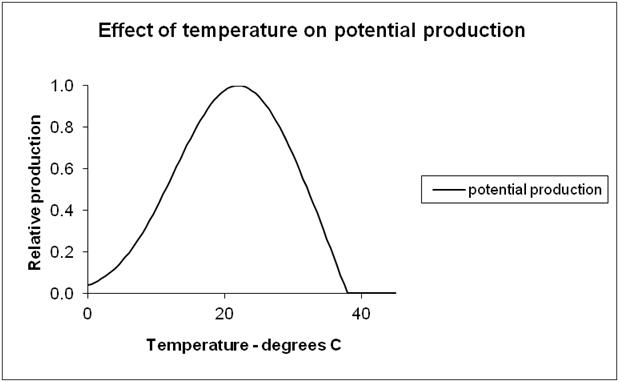 Effect of temperature on potential production
1.0
0.8
0.6
0.4
0.2
0.0
Relative production
0 20 40
Temperature - degrees C
potential production